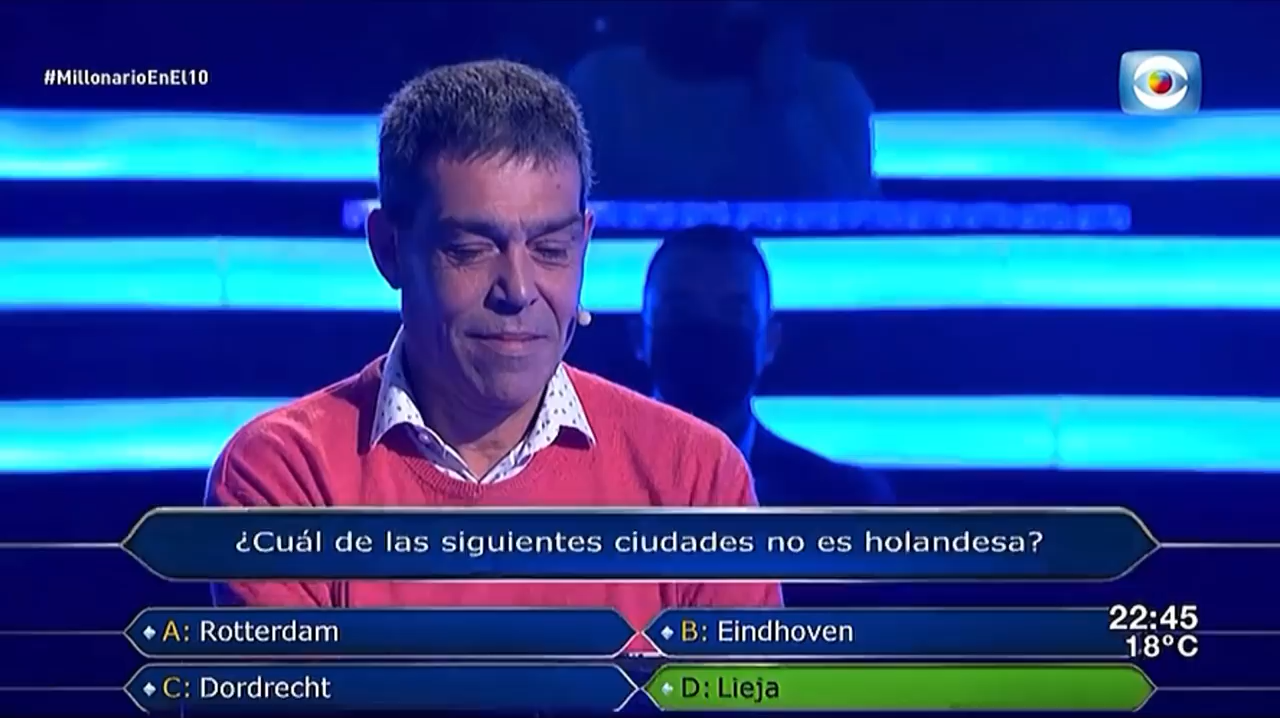 #MillonarioEnEl10
¿Cuál de las siguientes ciudades no es holandesa?
A: Rotterdam
B: Eindhoven
22:45
18°C
C: Dordrecht
D: Lieja